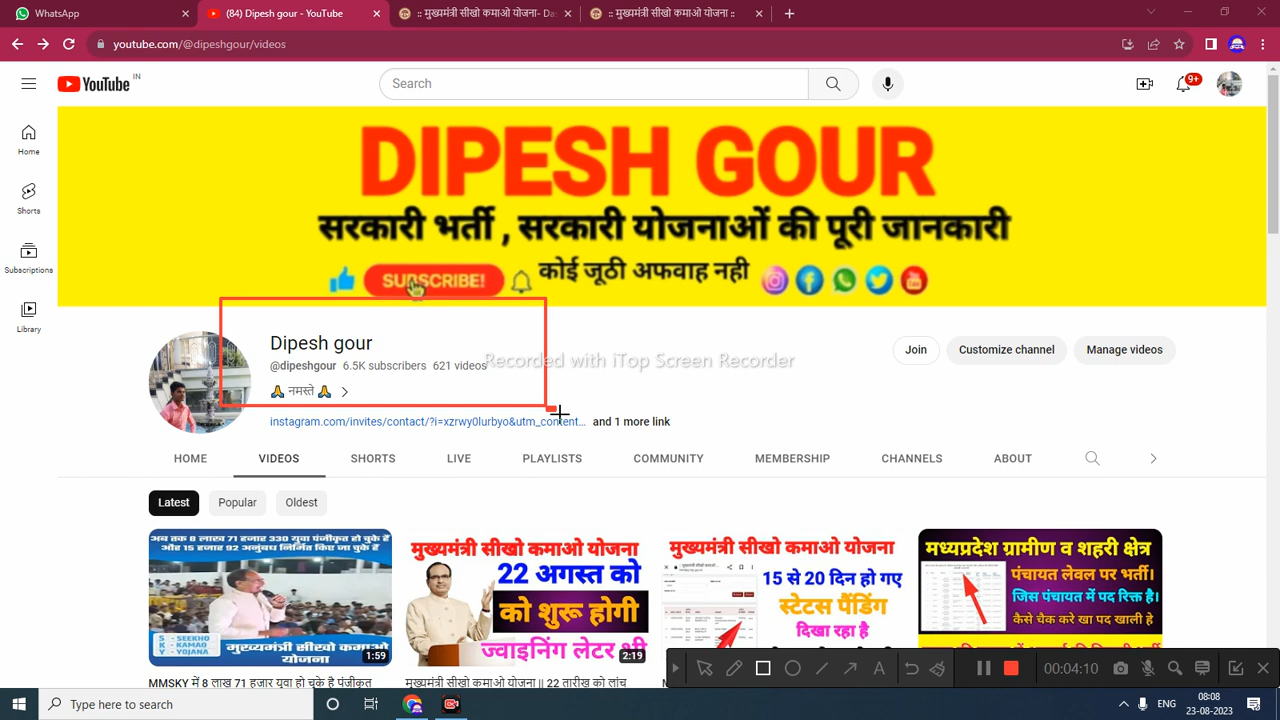 WhatsApp
(84) Dipesh gour - YouTube
:: मुख्यमंत्री सीखो कमाओ योजना- Da
:: मुख्यमंत्री सीखो कमाओ योजना ::
youtube.com/@dipeshgour/videos
YouTube IN
Search
9+
Home
Shorts
Subscriptions
Library
DIPESH GOUR
सरकारी भर्ती , सरकारी योजनाओं की पूरी जानकारी
SUBSCRIBE!
कोई जूठी अफवाह नही
Dipesh gour
@dipeshgour 6.5K subscribers 621 videos
Recorded with iTop Screen Recorder
🙏 नमस्ते 🙏
Join
Customize channel
Manage videos
instagram.com/invites/contact/?i=xzrwy0lurbyo&utm_content... and 1 more link
HOME
VIDEOS
SHORTS
LIVE
PLAYLISTS
COMMUNITY
MEMBERSHIP
CHANNELS
ABOUT
Latest
Popular
Oldest
अब तक 8 लाख 71 हजार 330 युवा पंजीकृत हो चुके हैं
और 15 हजार 92 अनुबंध निर्मित किए जा चुके हैं
S - SEEKHO
K - KAMAO
Y - YOJANA
मुख्यमंत्री सीखो कमाओ
योजना
1:59
मुख्यमंत्री सीखो कमाओ योजना
22 अगस्त को
को शुरू होगी
ज्वाइनिंग लेटर भी
2:19
मुख्यमंत्री सीखो कमाओ योजना
15 से 20 दिन हो गए
स्टेटस पैंडिंग
दिखा रहा है
मध्यप्रदेश ग्रामीण व शहरी क्षेत्र
पंचायत लेवल पर भर्ती।
जिस पंचायत में पद रिक्त है।
कैसे चैक करे खा पद खाली है
MMSKY में 8 लाख 71 हजार युवा हो चुके है पंजीकृत
मुख्यमंत्री सीखो कमाओ योजना || 22 तारीख को लांच
00:04:10
Type here to search
ENG
08:08
23-08-2023